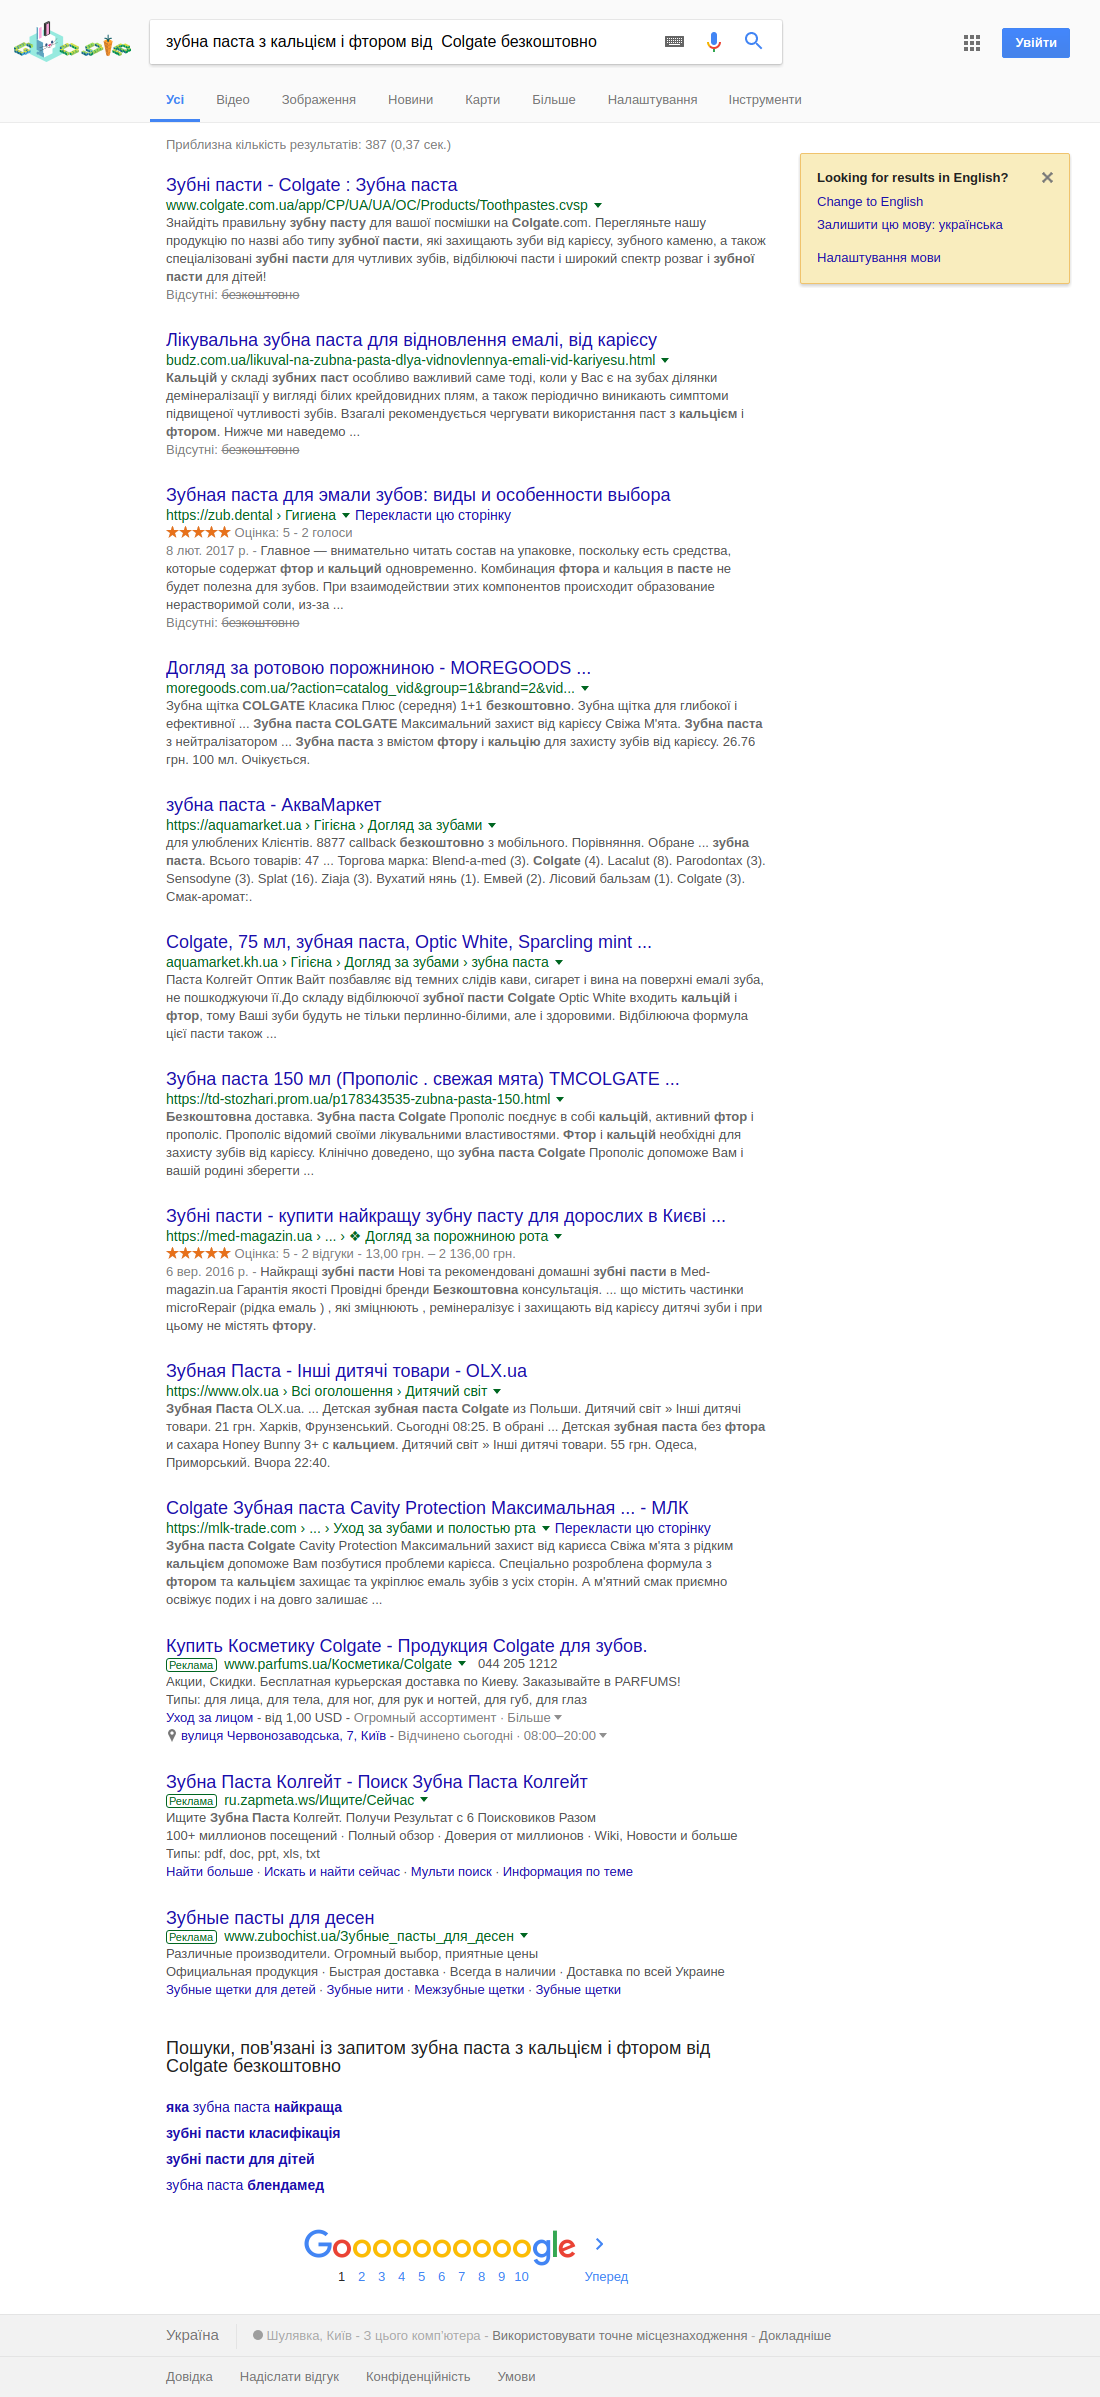 зубна паста з кальцієм і фтором від  Colgate безкоштовно
Увійти
Усі Відео Зображення Новини Карти Більше Налаштування Інструменти
Приблизна кількість результатів: 387 (0,37 сек.)
Looking for results in English?
Change to English
Залишити цю мову: українська
Налаштування мови
Зубні пасти - Colgate : Зубна паста
www.colgate.com.ua/app/CP/UA/UA/OC/Products/Toothpastes.cvsp
Знайдіть правильну зубну пасту для вашої посмішки на Colgate.com. Перегляньте нашу
продукцію по назві або типу зубної пасти, які захищають зуби від карієсу, зубного каменю, а також
спеціалізовані зубні пасти для чутливих зубів, відбілюючі пасти і широкий спектр розваг і зубної
пасти для дітей!
Відсутні: безкоштовно
Лікувальна зубна паста для відновлення емалі, від карієсу
budz.com.ua/likuval-na-zubna-pasta-dlya-vidnovlennya-emali-vid-kariyesu.html
Кальцій у складі зубних паст особливо важливий саме тоді, коли у Вас є на зубах ділянки
демінералізації у вигляді білих крейдовидних плям, а також періодично виникають симптоми
підвищеної чутливості зубів. Взагалі рекомендується чергувати використання паст з кальцієм і
фтором. Нижче ми наведемо ...
Відсутні: безкоштовно
Зубная паста для эмали зубов: виды и особенности выбора
https://zub.dental › Гигиена Перекласти цю сторінку
Оцінка: 5 - 2 голоси
8 лют. 2017 р. - Главное — внимательно читать состав на упаковке, поскольку есть средства,
которые содержат фтор и кальций одновременно. Комбинация фтора и кальция в пасте не
будет полезна для зубов. При взаимодействии этих компонентов происходит образование
нерастворимой соли, из-за ...
Відсутні: безкоштовно
Догляд за ротовою порожниною - MOREGOODS ...
moregoods.com.ua/?action=catalog_vid&group=1&brand=2&vid...
Зубна щітка COLGATE Класика Плюс (середня) 1+1 безкоштовно. Зубна щітка для глибокої і
ефективної ... Зубна паста COLGATE Максимальний захист від карієсу Свіжа М'ята. Зубна паста
з нейтралізатором ... Зубна паста з вмістом фтору і кальцію для захисту зубів від карієсу. 26.76
грн. 100 мл. Очікується.
зубна паста - АкваМаркет
https://aquamarket.ua › Гігієна › Догляд за зубами
для улюблених Клієнтів. 8877 callback безкоштовно з мобільного. Порівняння. Обране ... зубна
паста. Всього товарів: 47 ... Торгова марка: Blend-a-med (3). Colgate (4). Lacalut (8). Parodontax (3).
Sensodyne (3). Splat (16). Ziaja (3). Вухатий нянь (1). Емвей (2). Лісовий бальзам (1). Colgate (3).
Смак-аромат:.
Colgate, 75 мл, зубная паста, Optic White, Sparcling mint ...
aquamarket.kh.ua › Гігієна › Догляд за зубами › зубна паста
Паста Колгейт Оптик Вайт позбавляє від темних слідів кави, сигарет і вина на поверхні емалі зуба,
не пошкоджуючи її.До складу відбілюючої зубної пасти Colgate Optic White входить кальцій і
фтор, тому Ваші зуби будуть не тільки перлинно-білими, але і здоровими. Відбілююча формула
цієї пасти також ...
Зубна паста 150 мл (Прополіс . свежая мята) TMCOLGATE ...
https://td-stozhari.prom.ua/p178343535-zubna-pasta-150.html
Безкоштовна доставка. Зубна паста Colgate Прополіс поєднує в собі кальцій, активний фтор і
прополіс. Прополіс відомий своїми лікувальними властивостями. Фтор і кальцій необхідні для
захисту зубів від карієсу. Клінічно доведено, що зубна паста Colgate Прополіс допоможе Вам і
вашій родині зберегти ...
Зубні пасти - купити найкращу зубну пасту для дорослих в Києві ...
https://med-magazin.ua › ... › ❖ Догляд за порожниною рота
Оцінка: 5 - 2 відгуки - 13,00 грн. – 2 136,00 грн.
6 вер. 2016 р. - Найкращі зубні пасти Нові та рекомендовані домашні зубні пасти в Med-
magazin.ua Гарантія якості Провідні бренди Безкоштовна консультація. ... що містить частинки
microRepair (рідка емаль ) , які зміцнюють , ремінералізує і захищають від карієсу дитячі зуби і при
цьому не містять фтору.
Зубная Паста - Інші дитячі товари - OLX.ua
https://www.olx.ua › Всі оголошення › Дитячий світ
Зубная Паста OLX.ua. ... Детская зубная паста Colgate из Польши. Дитячий світ » Інші дитячі
товари. 21 грн. Харків, Фрунзенський. Сьогодні 08:25. В обрані ... Детская зубная паста без фтора
и сахара Honey Bunny 3+ с кальцием. Дитячий світ » Інші дитячі товари. 55 грн. Одеса,
Приморський. Вчора 22:40.
Colgate Зубная паста Cavity Protection Максимальная ... - МЛК
https://mlk-trade.com › ... › Уход за зубами и полостью рта Перекласти цю сторінку
Зубна паста Colgate Cavity Protection Максимальний захист від кариєса Свіжа м'ята з рідким
кальцієм допоможе Вам позбутися проблеми карієса. Спеціально розроблена формула з
фтором та кальцієм захищає та укріплює емаль зубів з усіх сторін. А м'ятний смак приємно
освіжує подих і на довго залишає ...
Купить Косметику Colgate - Продукция Colgate для зубов.
Реклама www.parfums.ua/Косметика/Colgate 044 205 1212
Акции, Скидки. Бесплатная курьерская доставка по Киеву. Заказывайте в PARFUMS!
Типы: для лица, для тела, для ног, для рук и ногтей, для губ, для глаз
Уход за лицом - від 1,00 USD - Огромный ассортимент · Більше
вулиця Червонозаводська, 7, Київ - Відчинено сьогодні · 08:00–20:00
Зубна Паста Колгейт - Поиск Зубна Паста Колгейт
Реклама ru.zapmeta.ws/Ищите/Сейчас
Ищите Зубна Паста Колгейт. Получи Результат с 6 Поисковиков Разом
100+ миллионов посещений · Полный обзор · Доверия от миллионов · Wiki, Новости и больше
Типы: pdf, doc, ppt, xls, txt
Найти больше · Искать и найти сейчас · Мульти поиск · Информация по теме
Зубные пасты для десен
Реклама www.zubochist.ua/Зубные_пасты_для_десен
Различные производители. Огромный выбор, приятные цены
Официальная продукция · Быстрая доставка · Всегда в наличии · Доставка по всей Украине
Зубные щетки для детей · Зубные нити · Межзубные щетки · Зубные щетки
Пошуки, пов'язані із запитом зубна паста з кальцієм і фтором від
Colgate безкоштовно
яка зубна паста найкраща
зубні пасти класифікація
зубні пасти для дітей
зубна паста блендамед
Goooooooooogle
1 2 3 4 5 6 7 8 9 10 Уперед
Україна Шулявка, Київ - З цього комп'ютера - Використовувати точне місцезнаходження - Докладніше
Довідка Надіслати відгук Конфіденційність Умови